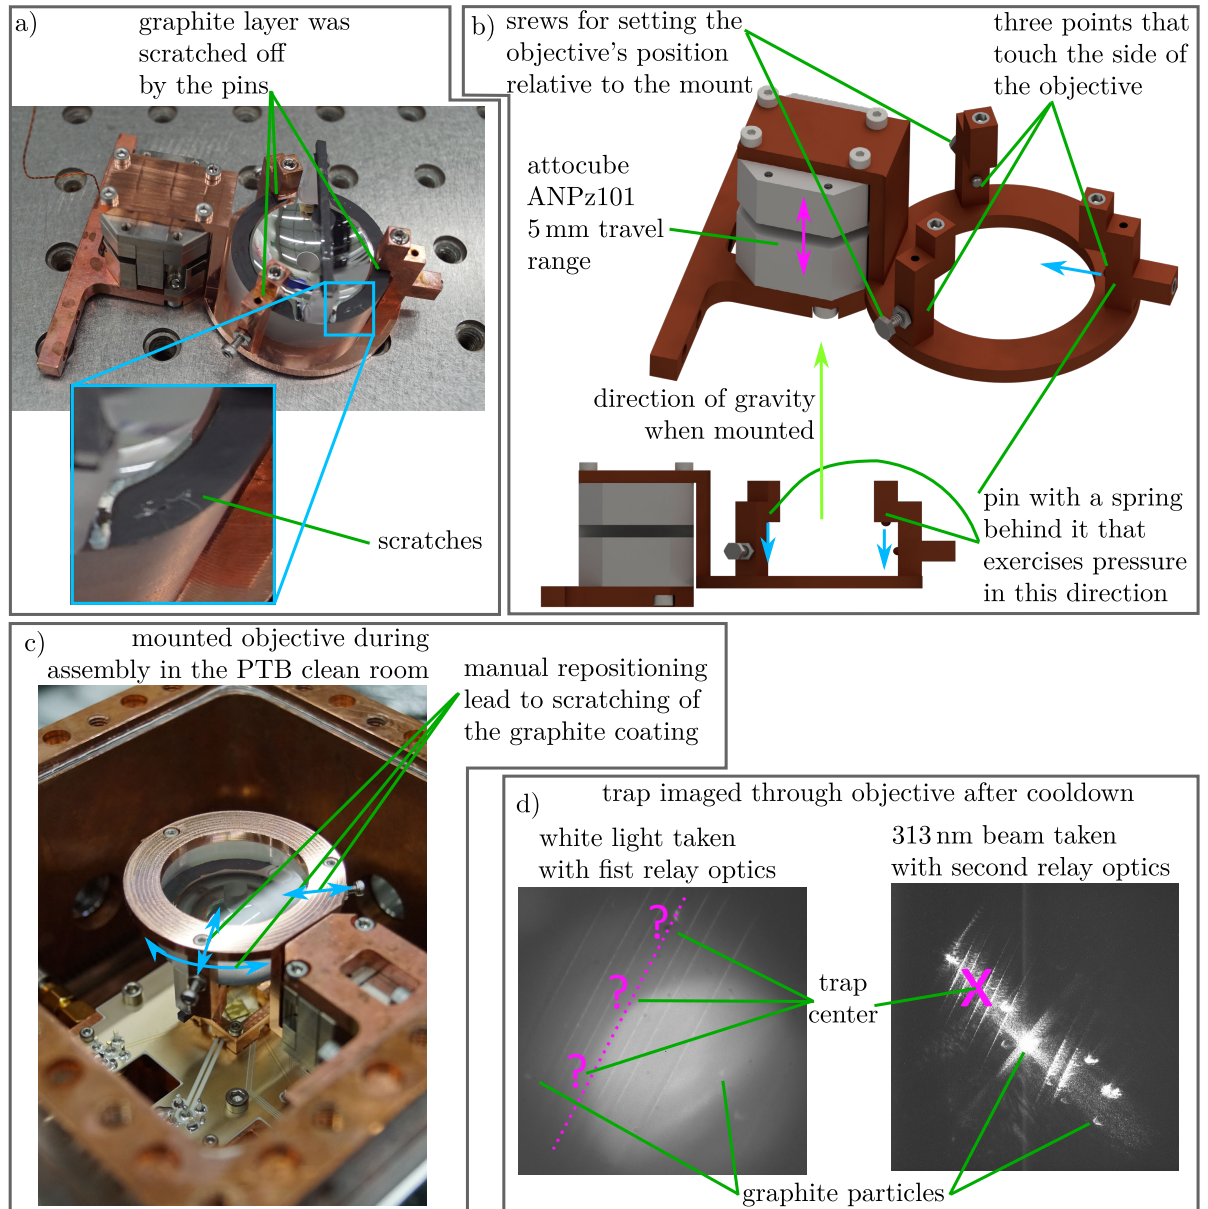 a)
graphite layer was
scratched off
by the pins
scratches
b)
srews for setting the
objective's position
relative to the mount
three points that
touch the side of
the objective
attocube
ANPz101
5 mm travel
range
direction of gravity
when mounted
pin with a spring
behind it that
exercises pressure
in this direction
c)
mounted objective during
assembly in the PTB clean room
manual repositioning
lead to scratching of
the graphite coating
d)
trap imaged through objective after cooldown
white light taken
with fist relay optics
313 nm beam taken
with second relay optics
?
?
?
X
trap
center
graphite particles